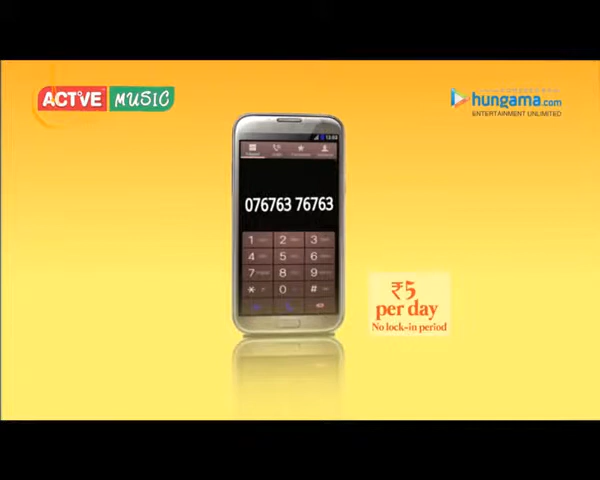 ACTVE MUSIC
hungama.com
ENTERTAINMENT UNLIMITED
076763 76763
1 2 3
4 5 6
7 8 9
* 0 #
₹5
per day
No lock-in period